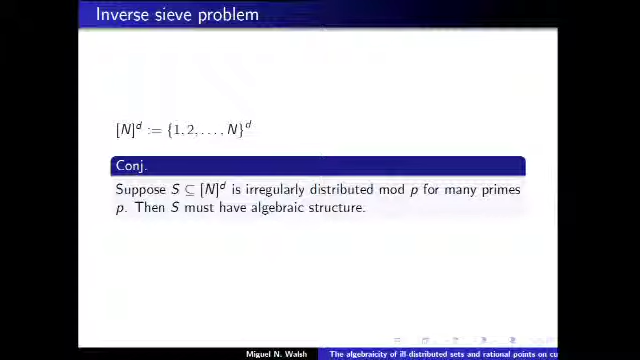 Inverse sieve problem
[N]^d := {1, 2, . . . , N}^d
Conj.
Suppose S ⊆ [N]^d is irregularly distributed mod p for many primes
p. Then S must have algebraic structure.
Miguel N. Walsh The algebraicity of ill-distributed sets and rational points on cu